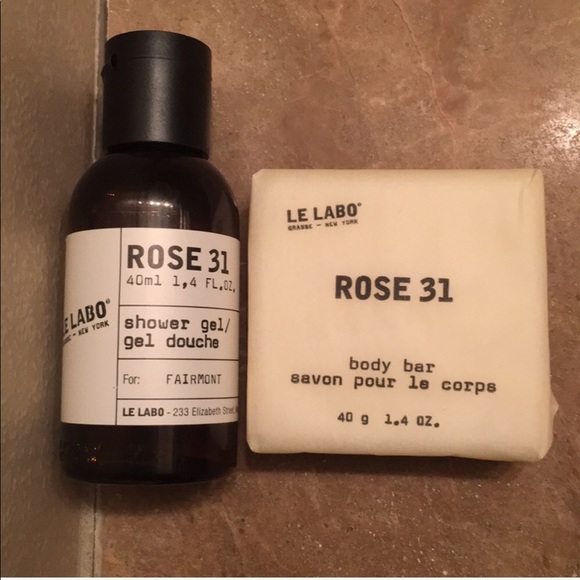 ROSE 31
40ml 1,4 FL.OZ.
LE LABO
GRASSE - NEW YORK
shower gel/
gel douche
For: FAIRMONT
LE LABO - 233 Elizabeth Street,
LE LABO
GRASSE - NEW YORK
ROSE 31
body bar
savon pour le corps
40 g 1.4 OZ.